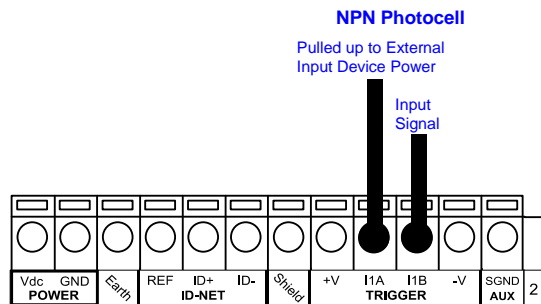 NPN Photocell
Pulled up to External
Input Device Power
Input
Signal
Vdc GND Earth REF ID+ ID- Shield +V I1A I1B -V SGND 2
POWER ID-NET TRIGGER AUX